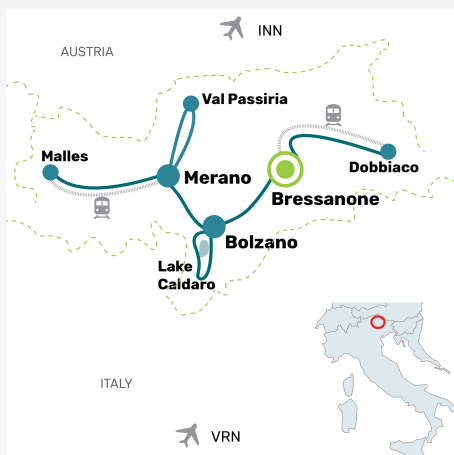 INN
AUSTRIA
Val Passiria
Malles
Dobbiaco
Merano
Bressanone
Bolzano
Lake
Caldaro
ITALY
VRN